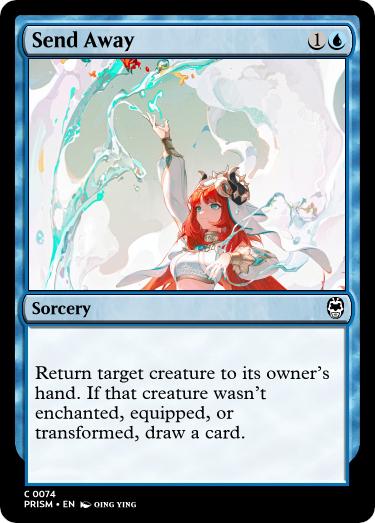 Send Away
1
Sorcery
Return target creature to its owner's
hand. If that creature wasn't
enchanted, equipped, or
transformed, draw a card.
C 0074
PRISM • EN OING YING